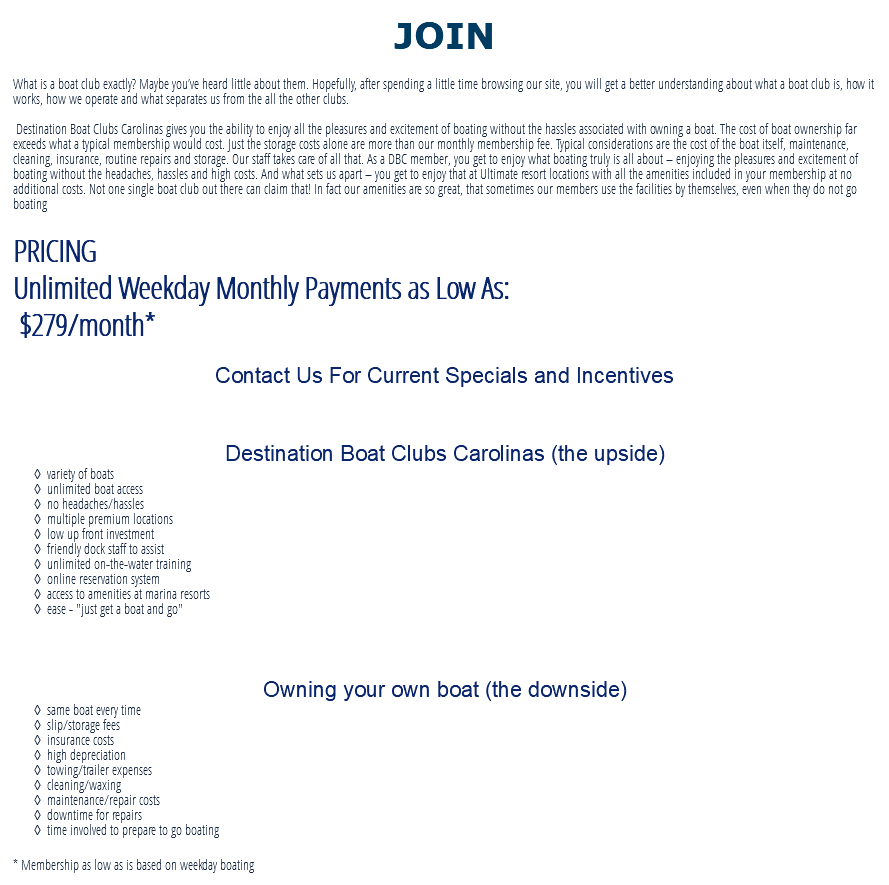 JOIN
What is a boat club exactly? Maybe you've heard little about them. Hopefully, after spending a little time browsing our site, you will get a better understanding about what a boat club is, how it
works, how we operate and what separates us from the all the other clubs.
Destination Boat Clubs Carolinas gives you the ability to enjoy all the pleasures and excitement of boating without the hassles associated with owning a boat. The cost of boat ownership far
exceeds what a typical membership would cost. Just the storage costs alone are more than our monthly membership fee. Typical considerations are the cost of the boat itself, maintenance,
cleaning, insurance, routine repairs and storage. Our staff takes care of all that. As a DBC member, you get to enjoy what boating truly is all about – enjoying the pleasures and excitement of
boating without the headaches, hassles and high costs. And what sets us apart – you get to enjoy that at Ultimate resort locations with all the amenities included in your membership at no
additional costs. Not one single boat club out there can claim that! In fact our amenities are so great, that sometimes our members use the facilities by themselves, even when they do not go
boating
PRICING
Unlimited Weekday Monthly Payments as Low As:
$279/month*
Contact Us For Current Specials and Incentives
Destination Boat Clubs Carolinas (the upside)
◊ variety of boats
◊ unlimited boat access
◊ no headaches/hassles
◊ multiple premium locations
◊ low up front investment
◊ friendly dock staff to assist
◊ unlimited on-the-water training
◊ online reservation system
◊ access to amenities at marina resorts
◊ ease - "just get a boat and go"
Owning your own boat (the downside)
◊ same boat every time
◊ slip/storage fees
◊ insurance costs
◊ high depreciation
◊ towing/trailer expenses
◊ cleaning/waxing
◊ maintenance/repair costs
◊ downtime for repairs
◊ time involved to prepare to go boating
* Membership as low as is based on weekday boating